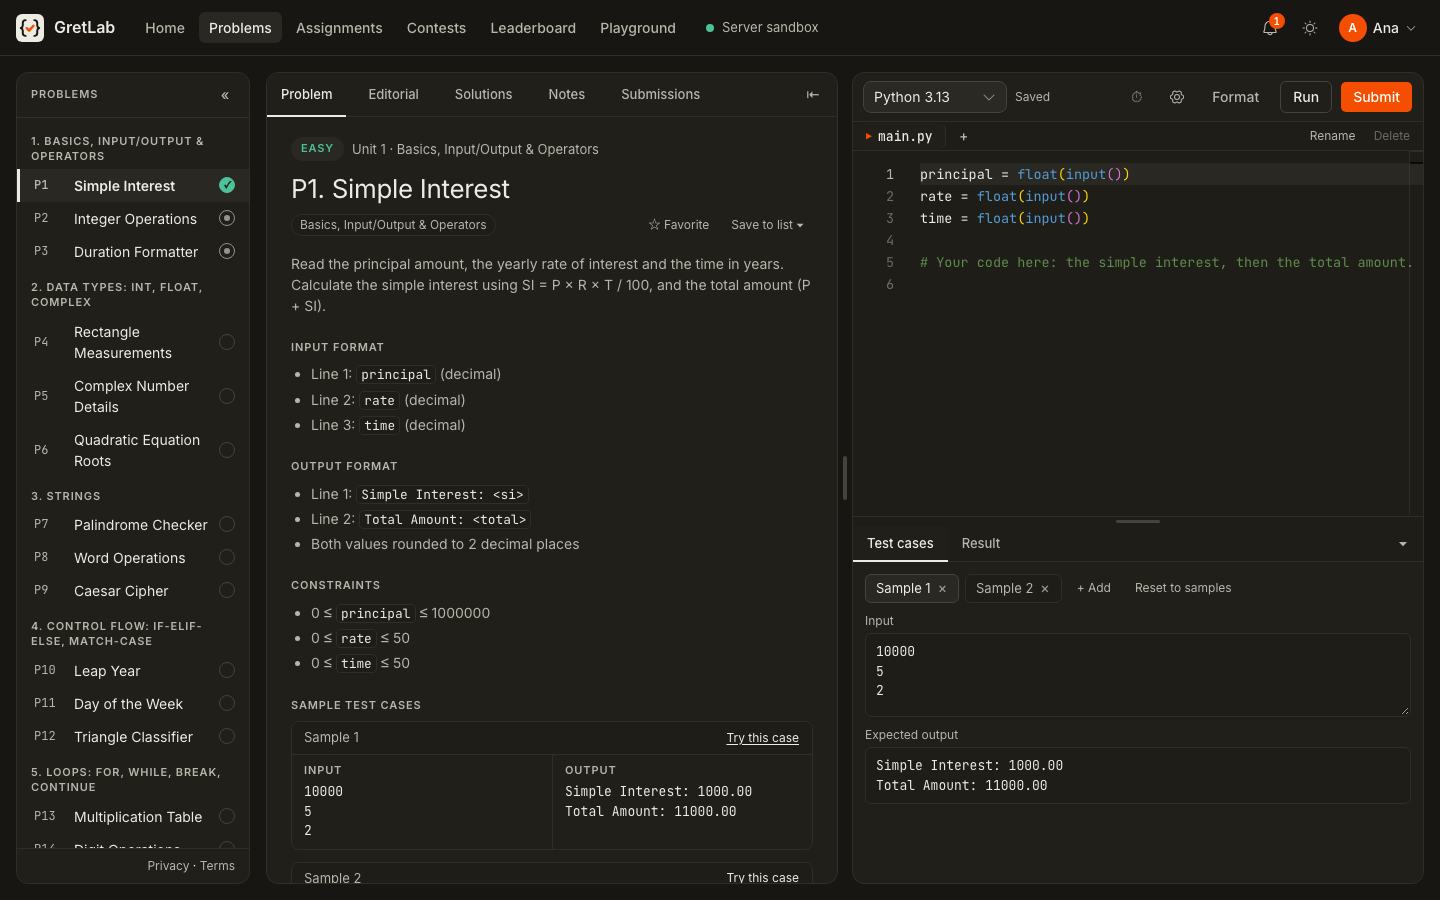 GretLab
Home
Problems
Assignments
Contests
Leaderboard
Playground
Server sandbox
1
A
Ana
PROBLEMS
«
1. BASICS, INPUT/OUTPUT &
OPERATORS
P1 Simple Interest
P2 Integer Operations
P3 Duration Formatter
2. DATA TYPES: INT, FLOAT,
COMPLEX
P4 Rectangle
Measurements
P5 Complex Number
Details
P6 Quadratic Equation
Roots
3. STRINGS
P7 Palindrome Checker
P8 Word Operations
P9 Caesar Cipher
4. CONTROL FLOW: IF-ELIF-
ELSE, MATCH-CASE
P10 Leap Year
P11 Day of the Week
P12 Triangle Classifier
5. LOOPS: FOR, WHILE, BREAK,
CONTINUE
P13 Multiplication Table
P14 Digit Operations
Privacy · Terms
Problem
Editorial
Solutions
Notes
Submissions
EASY Unit 1 · Basics, Input/Output & Operators
P1. Simple Interest
Basics, Input/Output & Operators
☆ Favorite
Save to list
Read the principal amount, the yearly rate of interest and the time in years.
Calculate the simple interest using SI = P × R × T / 100, and the total amount (P
+ SI).
INPUT FORMAT
• Line 1: principal (decimal)
• Line 2: rate (decimal)
• Line 3: time (decimal)
OUTPUT FORMAT
• Line 1: Simple Interest: <si>
• Line 2: Total Amount: <total>
• Both values rounded to 2 decimal places
CONSTRAINTS
• 0 ≤ principal ≤ 1000000
• 0 ≤ rate ≤ 50
• 0 ≤ time ≤ 50
SAMPLE TEST CASES
Sample 1
Try this case
INPUT
10000
5
2
OUTPUT
Simple Interest: 1000.00
Total Amount: 11000.00
Sample 2
Try this case
Python 3.13
Saved
Format
Run
Submit
main.py
+
Rename
Delete
1 principal = float(input())
2 rate = float(input())
3 time = float(input())
4
5 # Your code here: the simple interest, then the total amount.
6
Test cases
Result
Sample 1 ×
Sample 2 ×
+ Add
Reset to samples
Input
10000
5
2
Expected output
Simple Interest: 1000.00
Total Amount: 11000.00